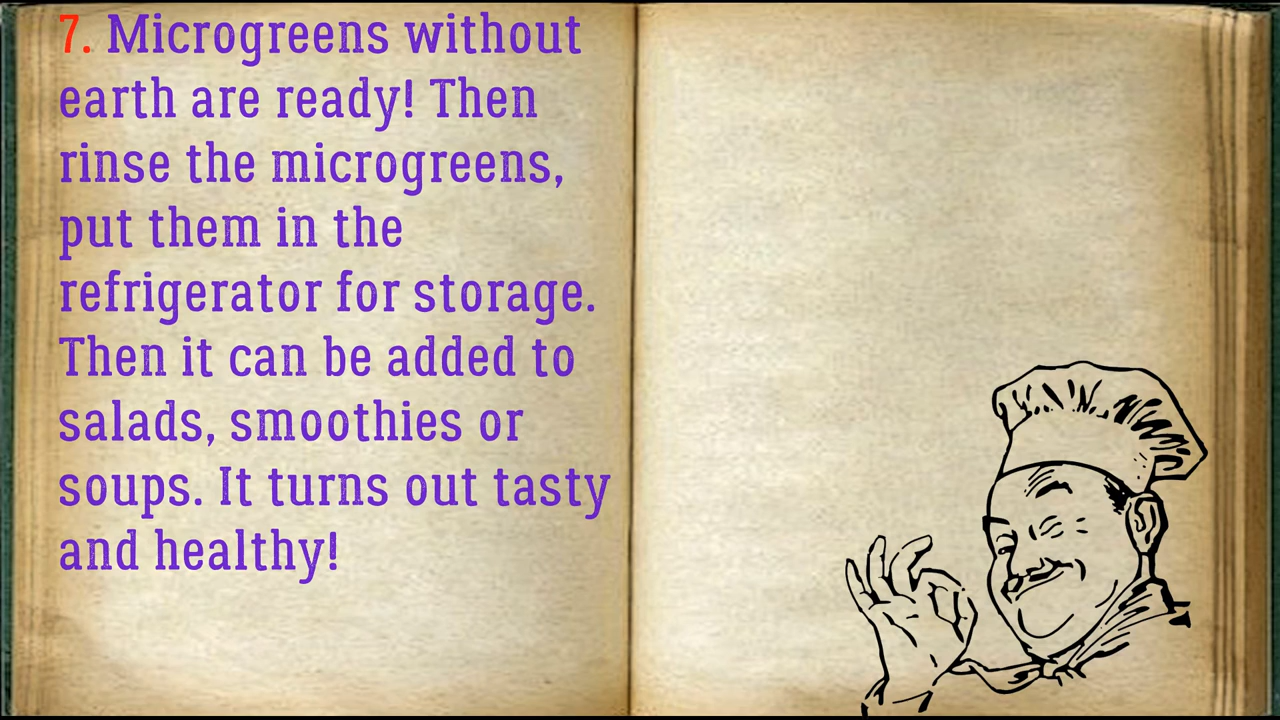 7. Microgreens without
earth are ready! Then
rinse the microgreens,
put them in the
refrigerator for storage.
Then it can be added to
salads, smoothies or
soups. It turns out tasty
and healthy!